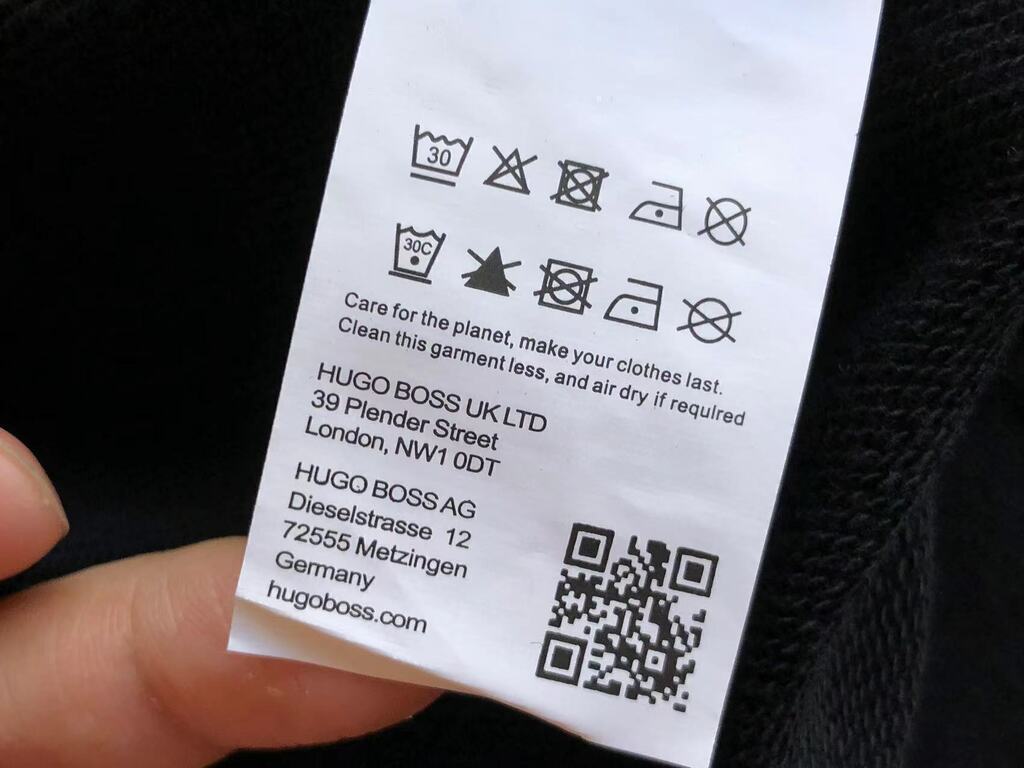 30
30C
Care for the planet, make your clothes last.
Clean this garment less, and air dry if required
HUGO BOSS UK LTD
39 Plender Street
London, NW1 0DT
HUGO BOSS AG
Dieselstrasse 12
72555 Metzingen
Germany
hugoboss.com